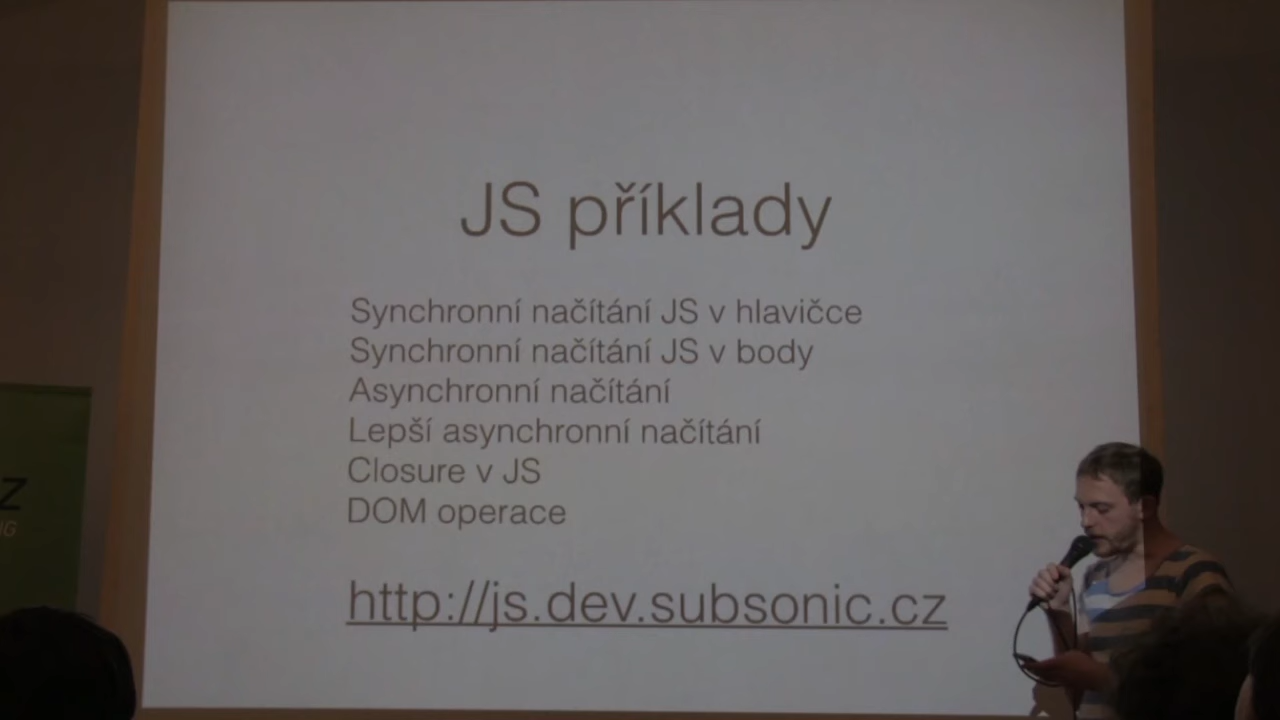 JS příklady
Synchronní načítání JS v hlavičce
Synchronní načítání JS v body
Asynchronní načítání
Lepší asynchronní načítání
Closure v JS
DOM operace
http://js.dev.subsonic.cz